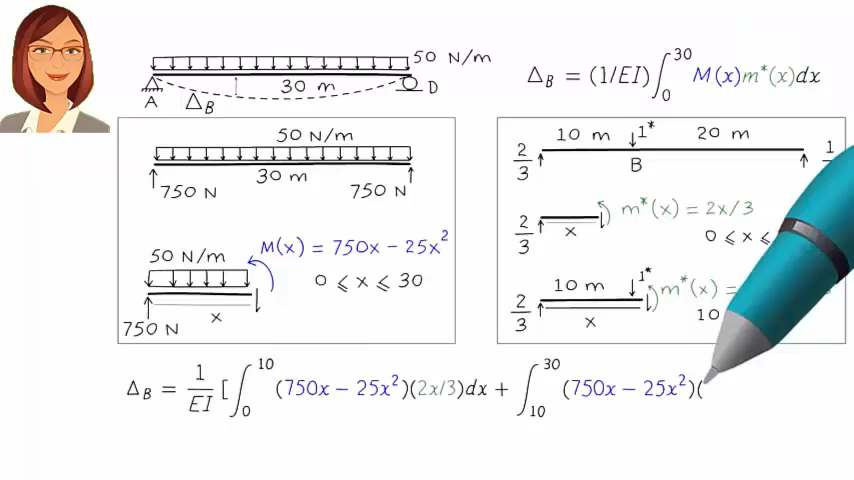 50 N/m
30 m
A
Δ_B
D
Δ_B = (1/EI) ∫_0^30 M(x)m*(x)dx
50 N/m
30 m
750 N
750 N
50 N/m
M(x) = 750x − 25x²
0 ⩽ x ⩽ 30
x
750 N
10 m
1*
20 m
2/3
B
m*(x) = 2x/3
2/3
x
0 ⩽ x ⩽
10 m
1*
m*(x) =
2/3
x
10
Δ_B = 1/EI [ ∫_0^10 (750x − 25x²)(2x/3)dx + ∫_10^30 (750x − 25x²)(